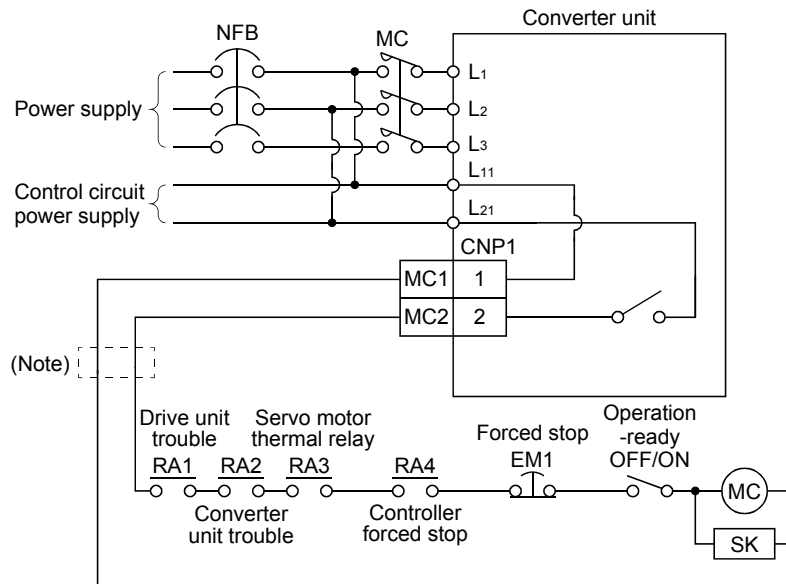 Converter unit
NFB
MC
L1
Power supply
L2
L3
L11
Control circuit
power supply
L21
CNP1
MC1 1
MC2 2
(Note)
Drive unit
trouble
RA1
RA2
Converter
unit trouble
Servo motor
thermal relay
RA3
RA4
Controller
forced stop
Forced stop
EM1
Operation
-ready
OFF/ON
MC
SK